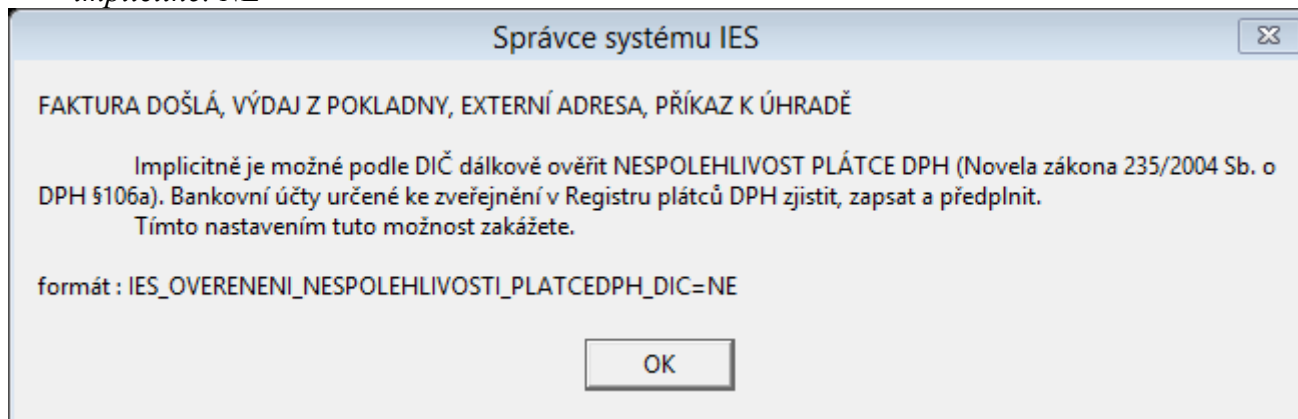 implicitně: NE
Správce systému IES
FAKTURA DOŠLÁ, VÝDAJ Z POKLADNY, EXTERNÍ ADRESA, PŘÍKAZ K ÚHRADĚ
Implicitně je možné podle DIČ dálkově ověřit NESPOLEHLIVOST PLÁTCE DPH (Novela zákona 235/2004 Sb. o
DPH §106a). Bankovní účty určené ke zveřejnění v Registru plátců DPH zjistit, zapsat a předplnit.
Tímto nastavením tuto možnost zakážete.
formát : IES_OVERENENI_NESPOLEHLIVOSTI_PLATCEDPH_DIC=NE
OK